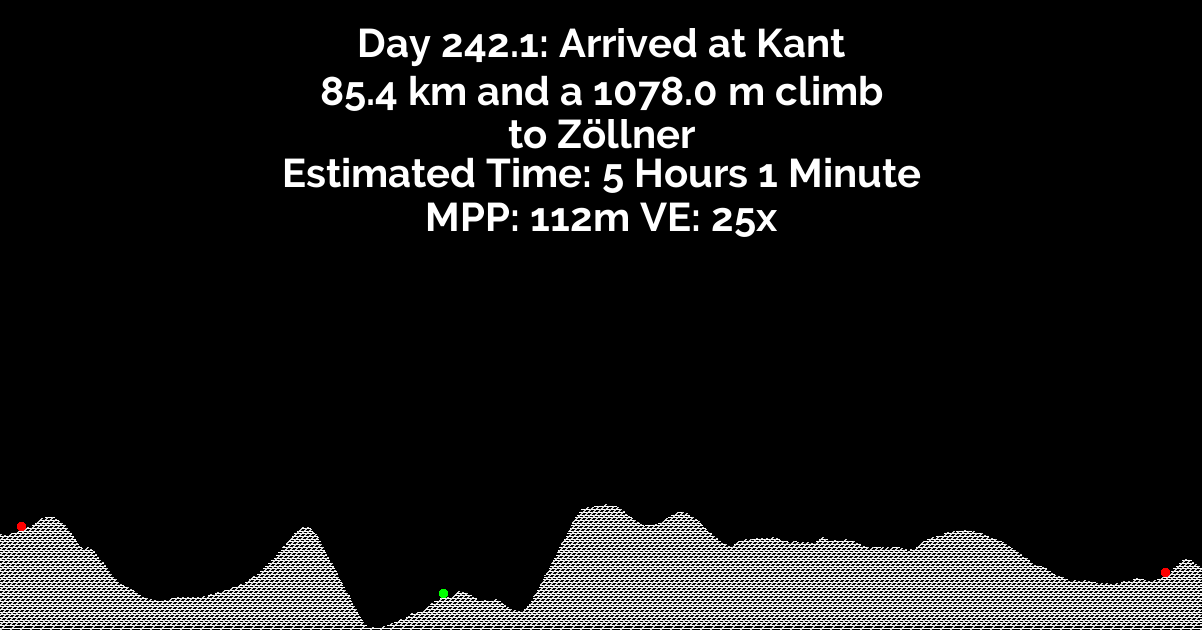 Day 242.1: Arrived at Kant
85.4 km and a 1078.0 m climb
to Zöllner
Estimated Time: 5 Hours 1 Minute
MPP: 112m VE: 25x